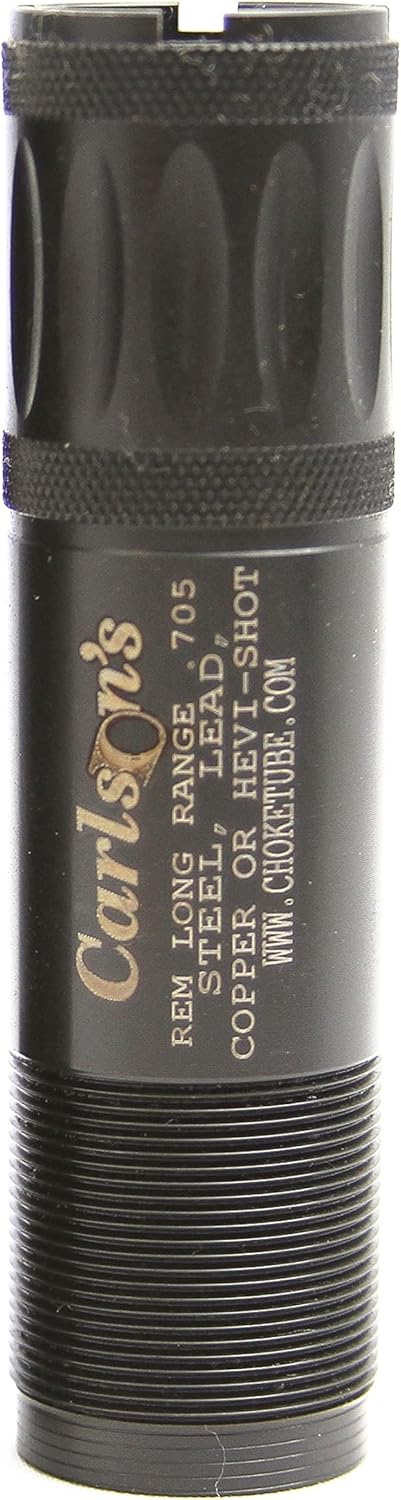 Carlson's
REM LONG RANGE .705
STEEL, LEAD,
COPPER OR HEVI-SHOT
WWW.CHOKETUBE.COM